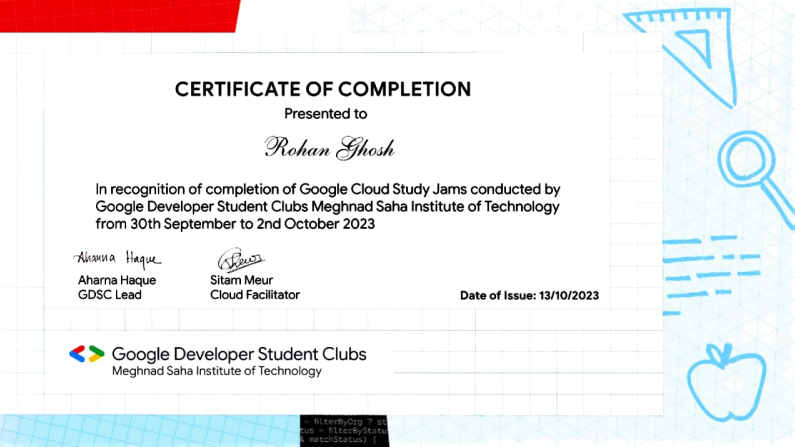 CERTIFICATE OF COMPLETION
Presented to
Rohan Ghosh
In recognition of completion of Google Cloud Study Jams conducted by
Google Developer Student Clubs Meghnad Saha Institute of Technology
from 30th September to 2nd October 2023
Aharna Haque
Aharna Haque
GDSC Lead
Sitam Meur
Cloud Facilitator
Date of Issue: 13/10/2023
Google Developer Student Clubs
Meghnad Saha Institute of Technology
= filterByOrg ? st
tus = filterByStatu
& matchStatus) {